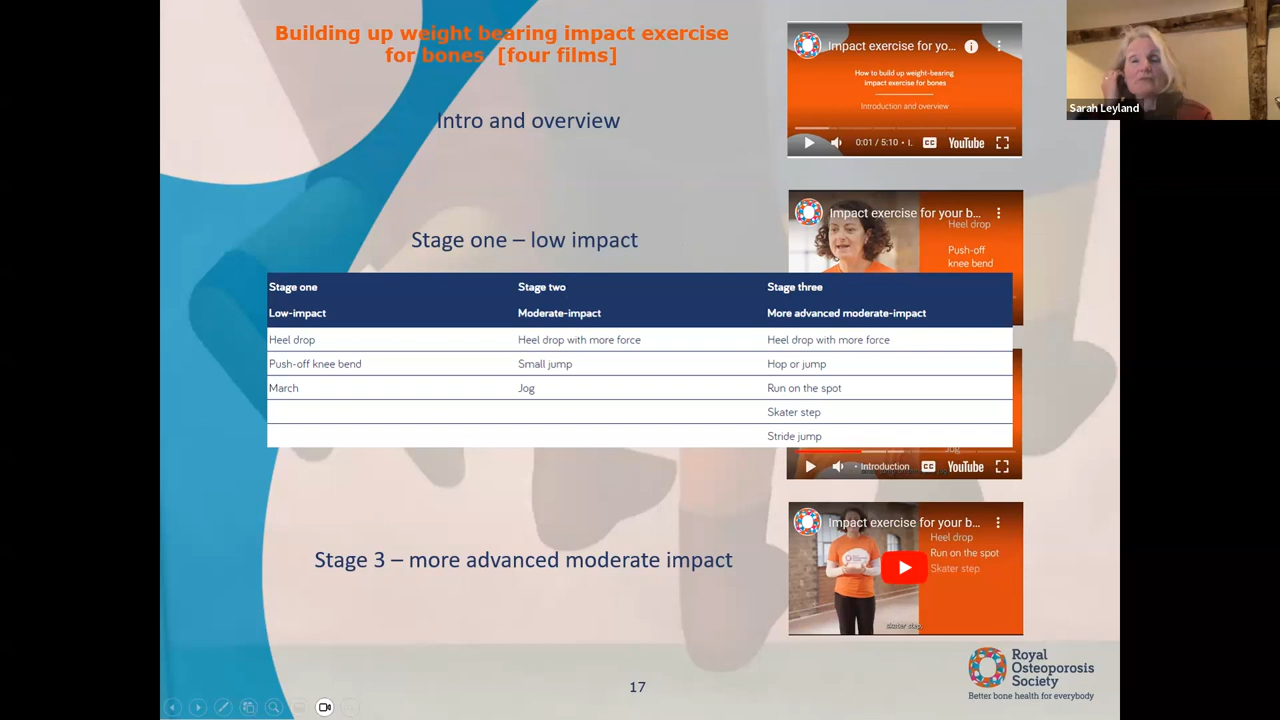 Building up weight bearing impact exercise
for bones [four films]
Intro and overview
Impact exercise for yo...
How to build up weight-bearing
impact exercise for bones
Introduction and overview
0:01 / 5:10 • I.
CC
YouTube
Sarah Leyland
Stage one – low impact
Impact exercise for your b...
Heel drop
Push-off
knee bend
Stage one Stage two Stage three
Low-impact Moderate-impact More advanced moderate-impact
Heel drop Heel drop with more force Heel drop with more force
Push-off knee bend Small jump Hop or jump
March Jog Run on the spot
Skater step
Stride jump
Jog
• Introduction
CC
YouTube
Stage 3 – more advanced moderate impact
Impact exercise for your b...
Heel drop
Run on the spot
Skater step
Skater step
Royal
Osteoporosis
Society
Better bone health for everybody
17